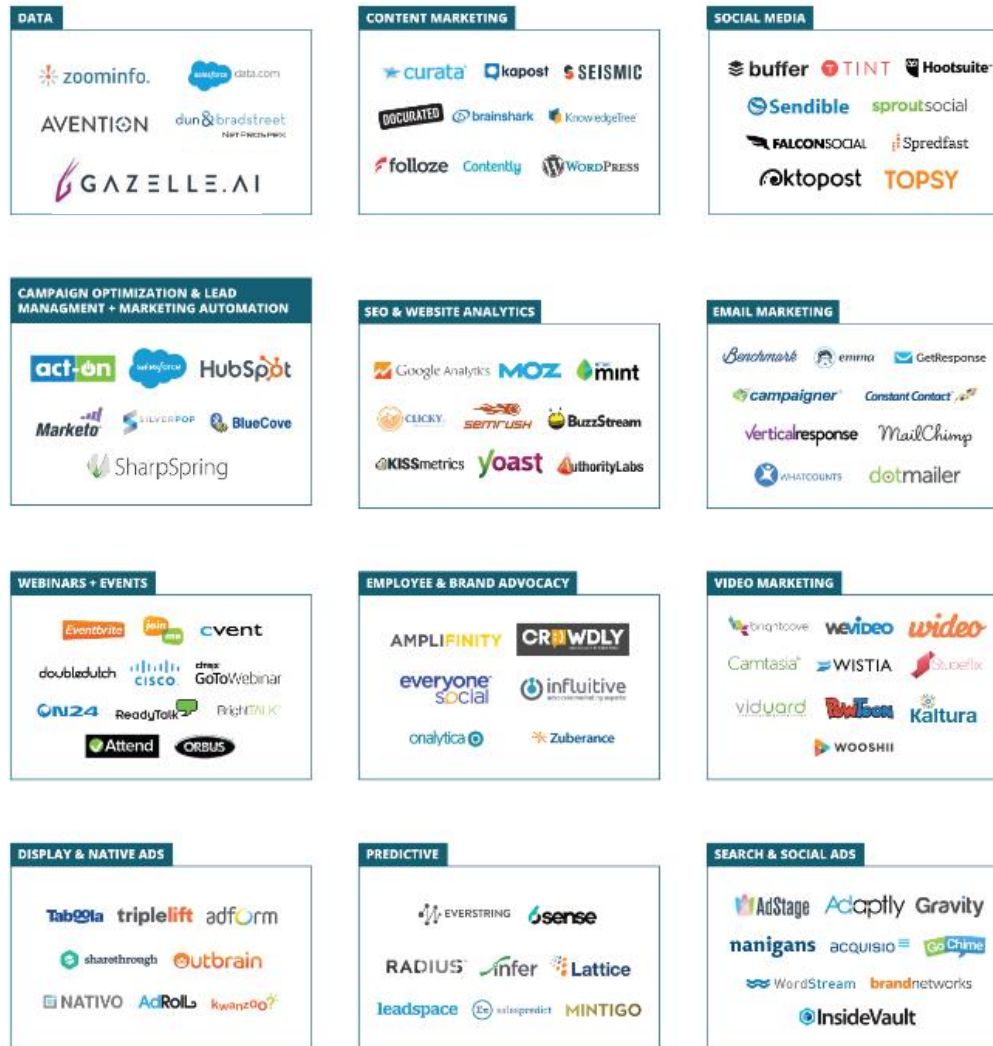 DATA
zoominfo.
salesforce data.com
AVENTION
dun & bradstreet
NETPROSPEX
GAZELLE.AI
CONTENT MARKETING
curata
kapost
SEISMIC
DOCURATED
brainshark
KnowledgeTree
folloze
Contently
WORDPRESS
SOCIAL MEDIA
buffer
TINT
Hootsuite
Sendible
sproutsocial
FALCONSOCIAL
Spredfast
Oktopost
TOPSY
CAMPAIGN OPTIMIZATION & LEAD
MANAGMENT + MARKETING AUTOMATION
act-on
salesforce
HubSpot
Marketo
SILVERPOP
BlueCove
SharpSpring
SEO & WEBSITE ANALYTICS
Google Analytics
MOZ
mint
CLICKY
SEMRUSH
BuzzStream
KISSmetrics
yoast
AuthorityLabs
EMAIL MARKETING
Benchmark
emma
GetResponse
campaigner
Constant Contact
Verticalresponse
MailChimp
WHATCOUNTS
dotmailer
WEBINARS + EVENTS
Eventbrite
join me
cvent
doubledutch
CISCO
citrix
GoToWebinar
ON24
ReadyTalk
BrightTALK
Attend
ORBUS
EMPLOYEE & BRAND ADVOCACY
AMPLIFINITY
CROWDLY
everyone
social
influitive
onalytica
Zuberance
VIDEO MARKETING
brightcove
WEVIDEO
wideo
Camtasia
WISTIA
Stupeflix
vidyard
PowToon
Kaltura
WOOSHII
DISPLAY & NATIVE ADS
Taboola
triplelift
adform
sharethrough
Outbrain
NATIVO
AdRoll
kwanzoo
PREDICTIVE
EVERSTRING
6sense
RADIUS
infer
Lattice
leadspace
salespredict
MINTIGO
SEARCH & SOCIAL ADS
AdStage
Adaptly
Gravity
nanigans
acquisio
GoChime
WordStream
brandnetworks
InsideVault